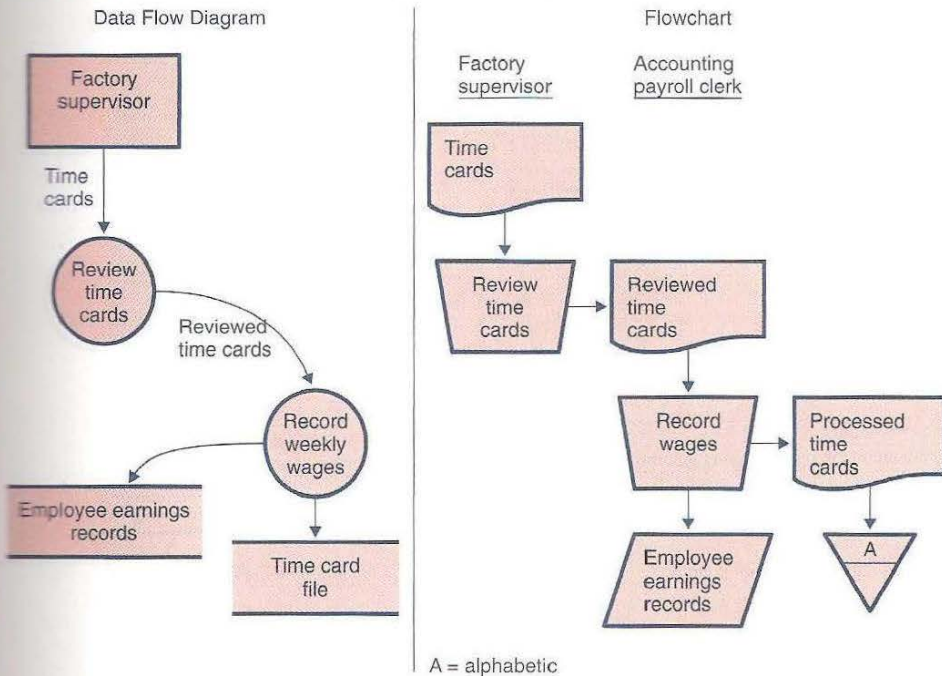 Data Flow Diagram
Factory
supervisor
Time
cards
Review
time
cards
Reviewed
time cards
Record
weekly
wages
Employee earnings
records
Time card
file
Flowchart
Factory
supervisor
Accounting
payroll clerk
Time
cards
Review
time
cards
Reviewed
time
cards
Record
wages
Processed
time
cards
Employee
earnings
records
A
A = alphabetic